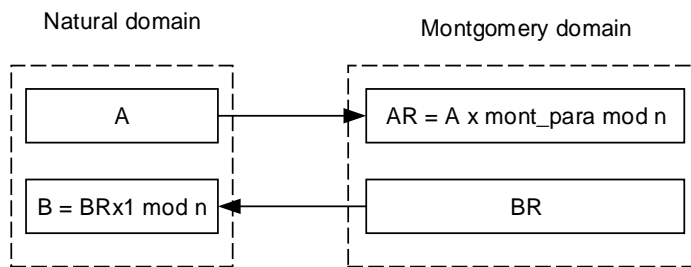 Natural domain
Montgomery domain
A
AR = A x mont_para mod n
B = BRx1 mod n
BR